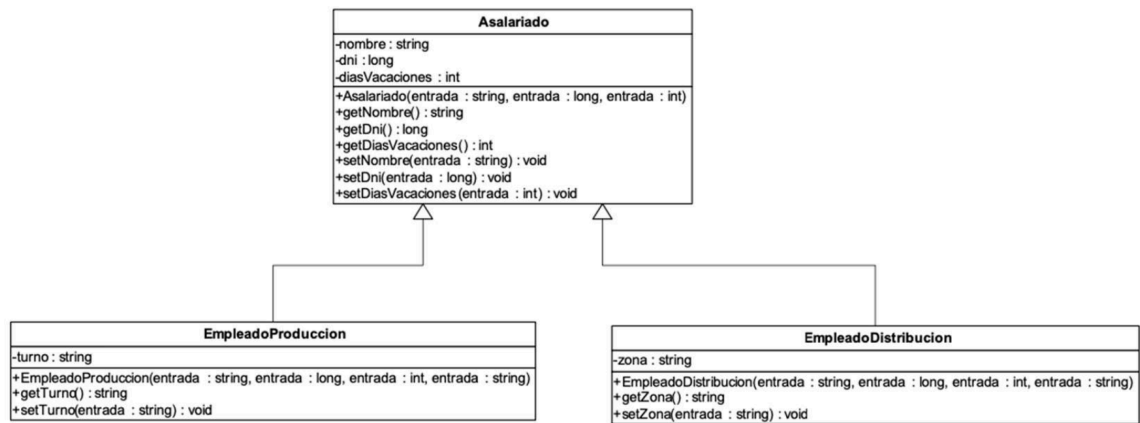 Asalariado
-nombre : string
-dni : long
-diasVacaciones : int
+Asalariado(entrada : string, entrada : long, entrada : int)
+getNombre() : string
+getDni() : long
+getDiasVacaciones() : int
+setNombre(entrada : string) : void
+setDni(entrada : long) : void
+setDiasVacaciones(entrada : int) : void
EmpleadoProduccion
-turno : string
+EmpleadoProduccion(entrada : string, entrada : long, entrada : int, entrada : string)
+getTurno() : string
+setTurno(entrada : string) : void
EmpleadoDistribucion
-zona : string
+EmpleadoDistribucion(entrada : string, entrada : long, entrada : int, entrada : string)
+getZona() : string
+setZona(entrada : string) : void